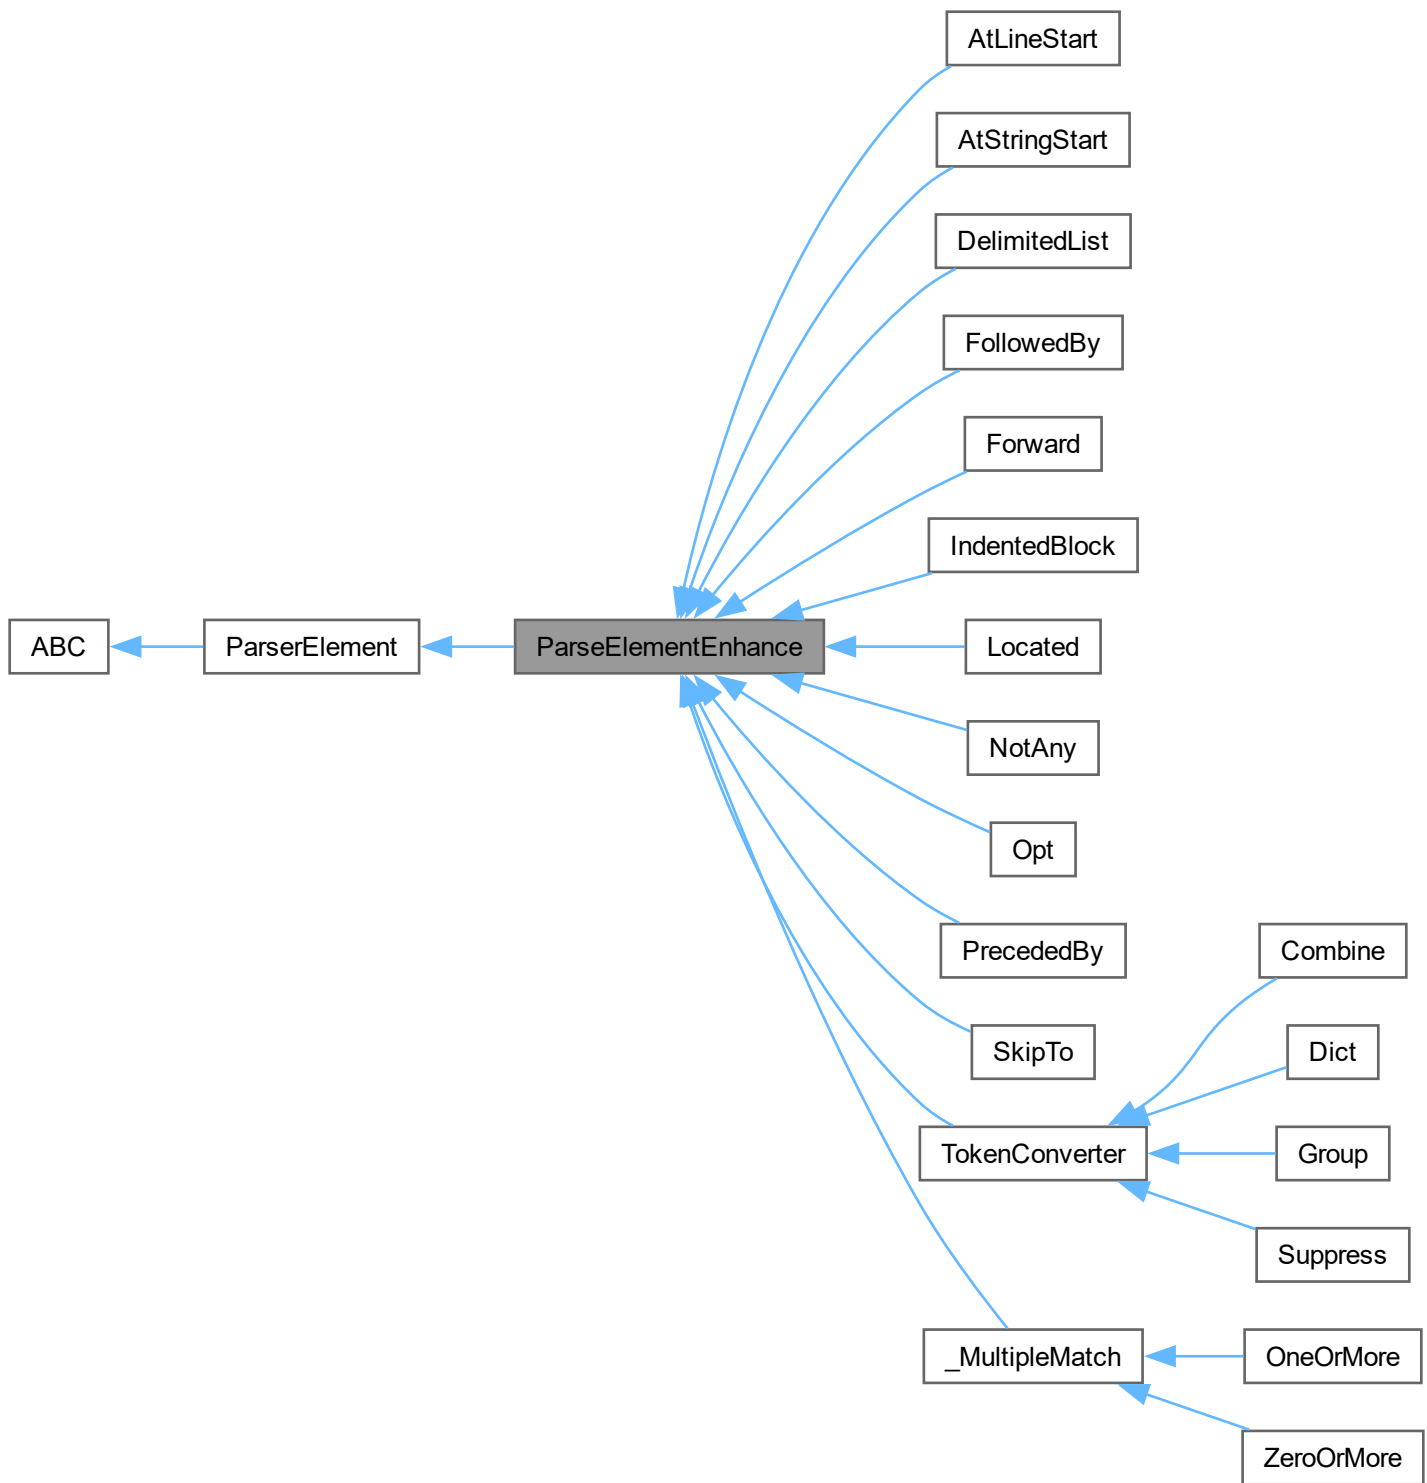 AtLineStart
AtStringStart
DelimitedList
FollowedBy
Forward
IndentedBlock
ABC
ParserElement
ParseElementEnhance
Located
NotAny
Opt
PrecededBy
Combine
SkipTo
Dict
TokenConverter
Group
Suppress
_MultipleMatch
OneOrMore
ZeroOrMore